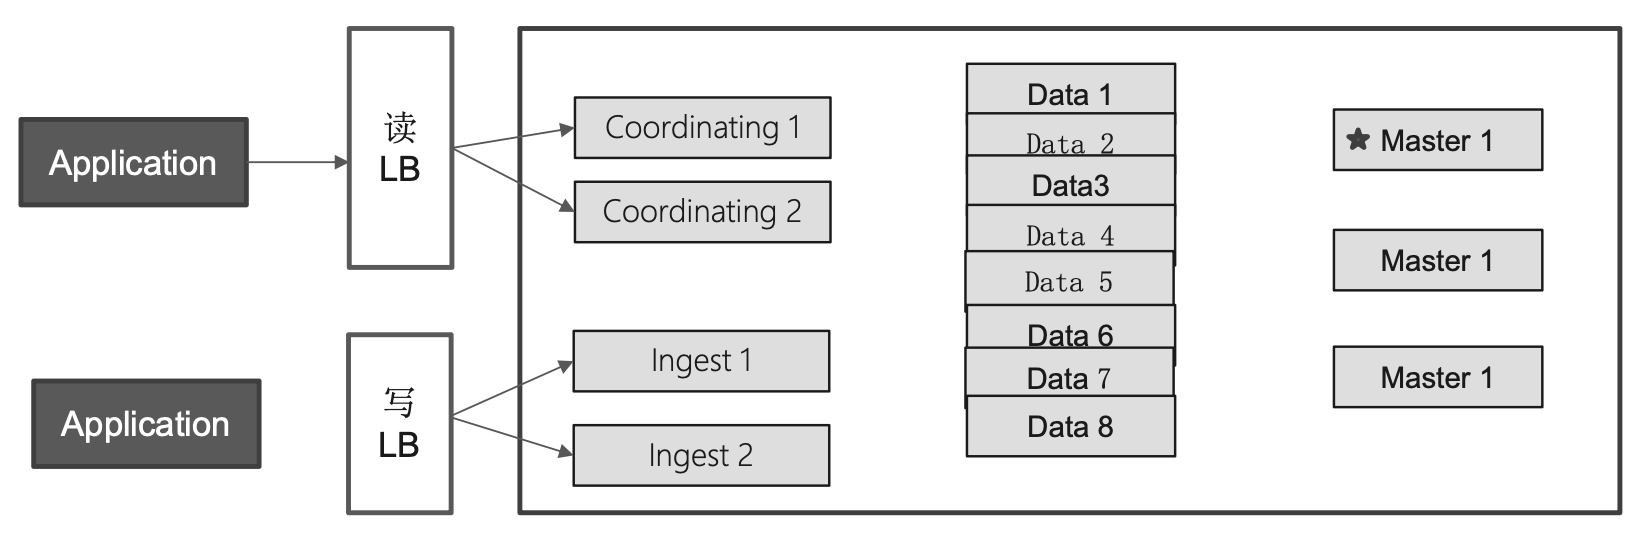 Application
读
LB
Coordinating 1
Coordinating 2
Application
写
LB
Ingest 1
Ingest 2
Data 1
Data 2
Data3
Data 4
Data 5
Data 6
Data 7
Data 8
Master 1
Master 1
Master 1